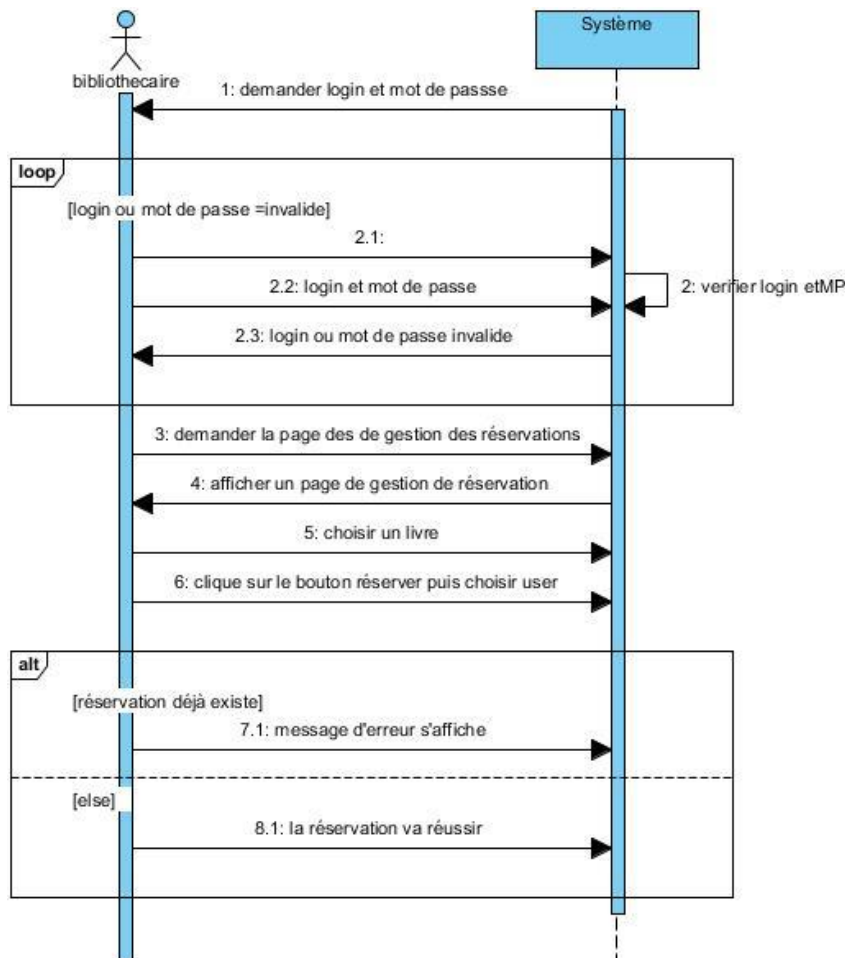 Système
bibliothecaire
1: demander login et mot de passse
loop
[login ou mot de passe =invalide]
2.1:
2.2: login et mot de passe
2: verifier login etMP
2.3: login ou mot de passe invalide
3: demander la page des de gestion des réservations
4: afficher un page de gestion de réservation
5: choisir un livre
6: clique sur le bouton réserver puis choisir user
alt
[réservation déjà existe]
7.1: message d'erreur s'affiche
[else]
8.1: la réservation va réussir